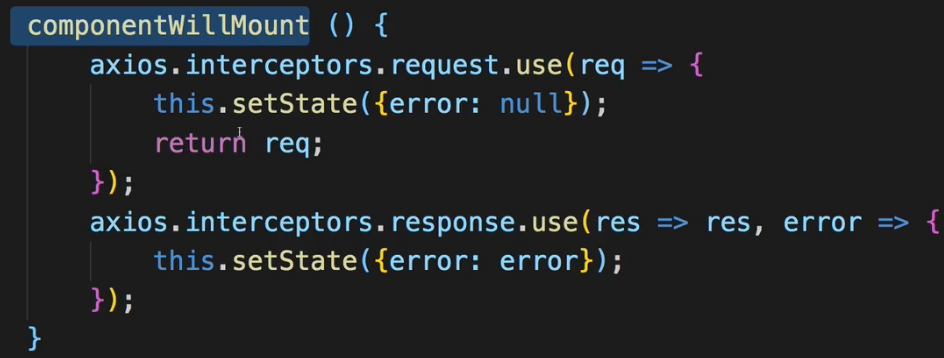 componentWillMount () {
axios.interceptors.request.use(req => {
this.setState({error: null});
return req;
});
axios.interceptors.response.use(res => res, error => {
this.setState({error: error});
});
}